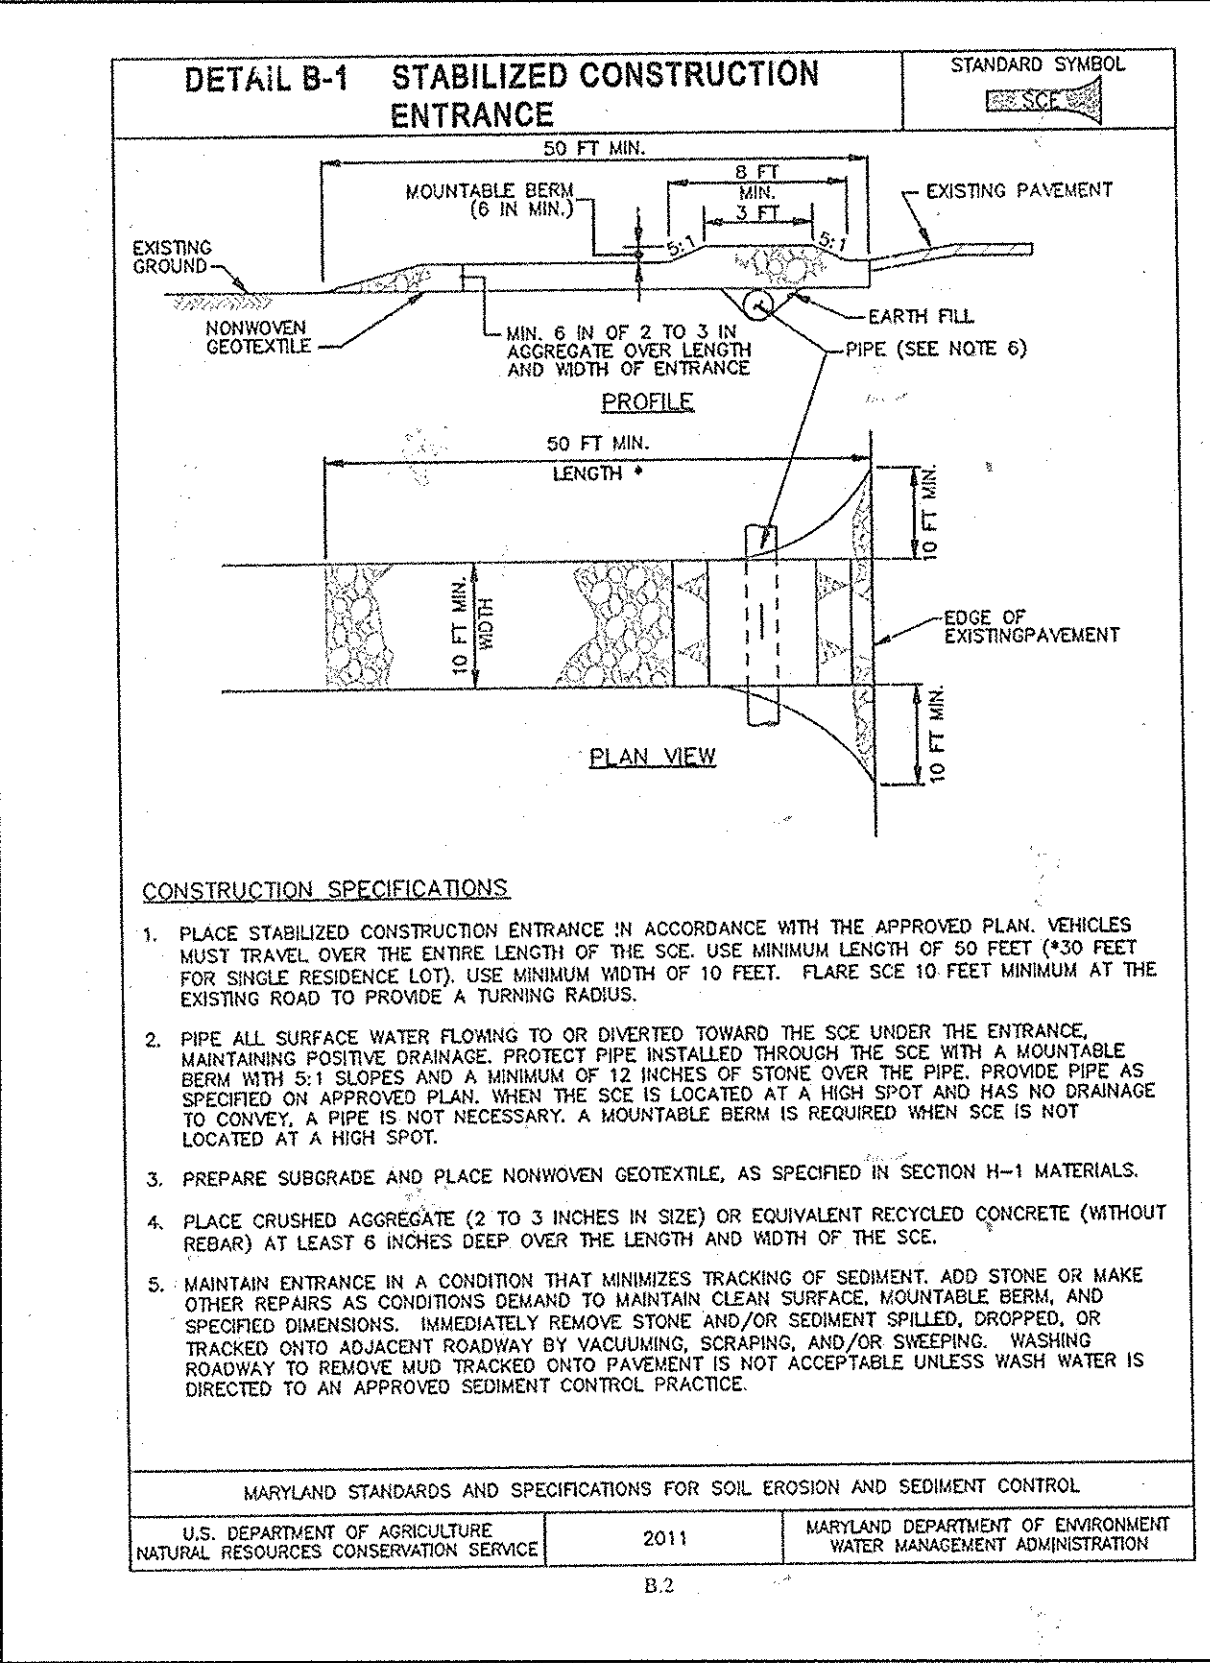 DETAIL B-1 STABILIZED CONSTRUCTION
ENTRANCE
STANDARD SYMBOL
SCE
50 FT MIN.
8 FT
MIN.
3 FT
MOUNTABLE BERM
(6 IN MIN.)
5:1
5:1
EXISTING PAVEMENT
EXISTING
GROUND
NONWOVEN
GEOTEXTILE
MIN. 6 IN OF 2 TO 3 IN
AGGREGATE OVER LENGTH
AND WIDTH OF ENTRANCE
EARTH FILL
PIPE (SEE NOTE 6)
PROFILE
50 FT MIN.
LENGTH *
10 FT MIN.
10 FT MIN.
WIDTH
EDGE OF
EXISTINGPAVEMENT
10 FT MIN.
PLAN VIEW
CONSTRUCTION SPECIFICATIONS
1. PLACE STABILIZED CONSTRUCTION ENTRANCE IN ACCORDANCE WITH THE APPROVED PLAN. VEHICLES
MUST TRAVEL OVER THE ENTIRE LENGTH OF THE SCE. USE MINIMUM LENGTH OF 50 FEET (*30 FEET
FOR SINGLE RESIDENCE LOT). USE MINIMUM WIDTH OF 10 FEET. FLARE SCE 10 FEET MINIMUM AT THE
EXISTING ROAD TO PROVIDE A TURNING RADIUS.
2. PIPE ALL SURFACE WATER FLOWING TO OR DIVERTED TOWARD THE SCE UNDER THE ENTRANCE,
MAINTAINING POSITIVE DRAINAGE. PROTECT PIPE INSTALLED THROUGH THE SCE WITH A MOUNTABLE
BERM WITH 5:1 SLOPES AND A MINIMUM OF 12 INCHES OF STONE OVER THE PIPE. PROVIDE PIPE AS
SPECIFIED ON APPROVED PLAN. WHEN THE SCE IS LOCATED AT A HIGH SPOT AND HAS NO DRAINAGE
TO CONVEY, A PIPE IS NOT NECESSARY. A MOUNTABLE BERM IS REQUIRED WHEN SCE IS NOT
LOCATED AT A HIGH SPOT.
3. PREPARE SUBGRADE AND PLACE NONWOVEN GEOTEXTILE, AS SPECIFIED IN SECTION H-1 MATERIALS.
4. PLACE CRUSHED AGGREGATE (2 TO 3 INCHES IN SIZE) OR EQUIVALENT RECYCLED CONCRETE (WITHOUT
REBAR) AT LEAST 6 INCHES DEEP OVER THE LENGTH AND WIDTH OF THE SCE.
5. MAINTAIN ENTRANCE IN A CONDITION THAT MINIMIZES TRACKING OF SEDIMENT. ADD STONE OR MAKE
OTHER REPAIRS AS CONDITIONS DEMAND TO MAINTAIN CLEAN SURFACE, MOUNTABLE BERM, AND
SPECIFIED DIMENSIONS. IMMEDIATELY REMOVE STONE AND/OR SEDIMENT SPILLED, DROPPED, OR
TRACKED ONTO ADJACENT ROADWAY BY VACUUMING, SCRAPING, AND/OR SWEEPING. WASHING
ROADWAY TO REMOVE MUD TRACKED ONTO PAVEMENT IS NOT ACCEPTABLE UNLESS WASH WATER IS
DIRECTED TO AN APPROVED SEDIMENT CONTROL PRACTICE.
MARYLAND STANDARDS AND SPECIFICATIONS FOR SOIL EROSION AND SEDIMENT CONTROL
U.S. DEPARTMENT OF AGRICULTURE
NATURAL RESOURCES CONSERVATION SERVICE
2011
MARYLAND DEPARTMENT OF ENVIRONMENT
WATER MANAGEMENT ADMINISTRATION
B.2